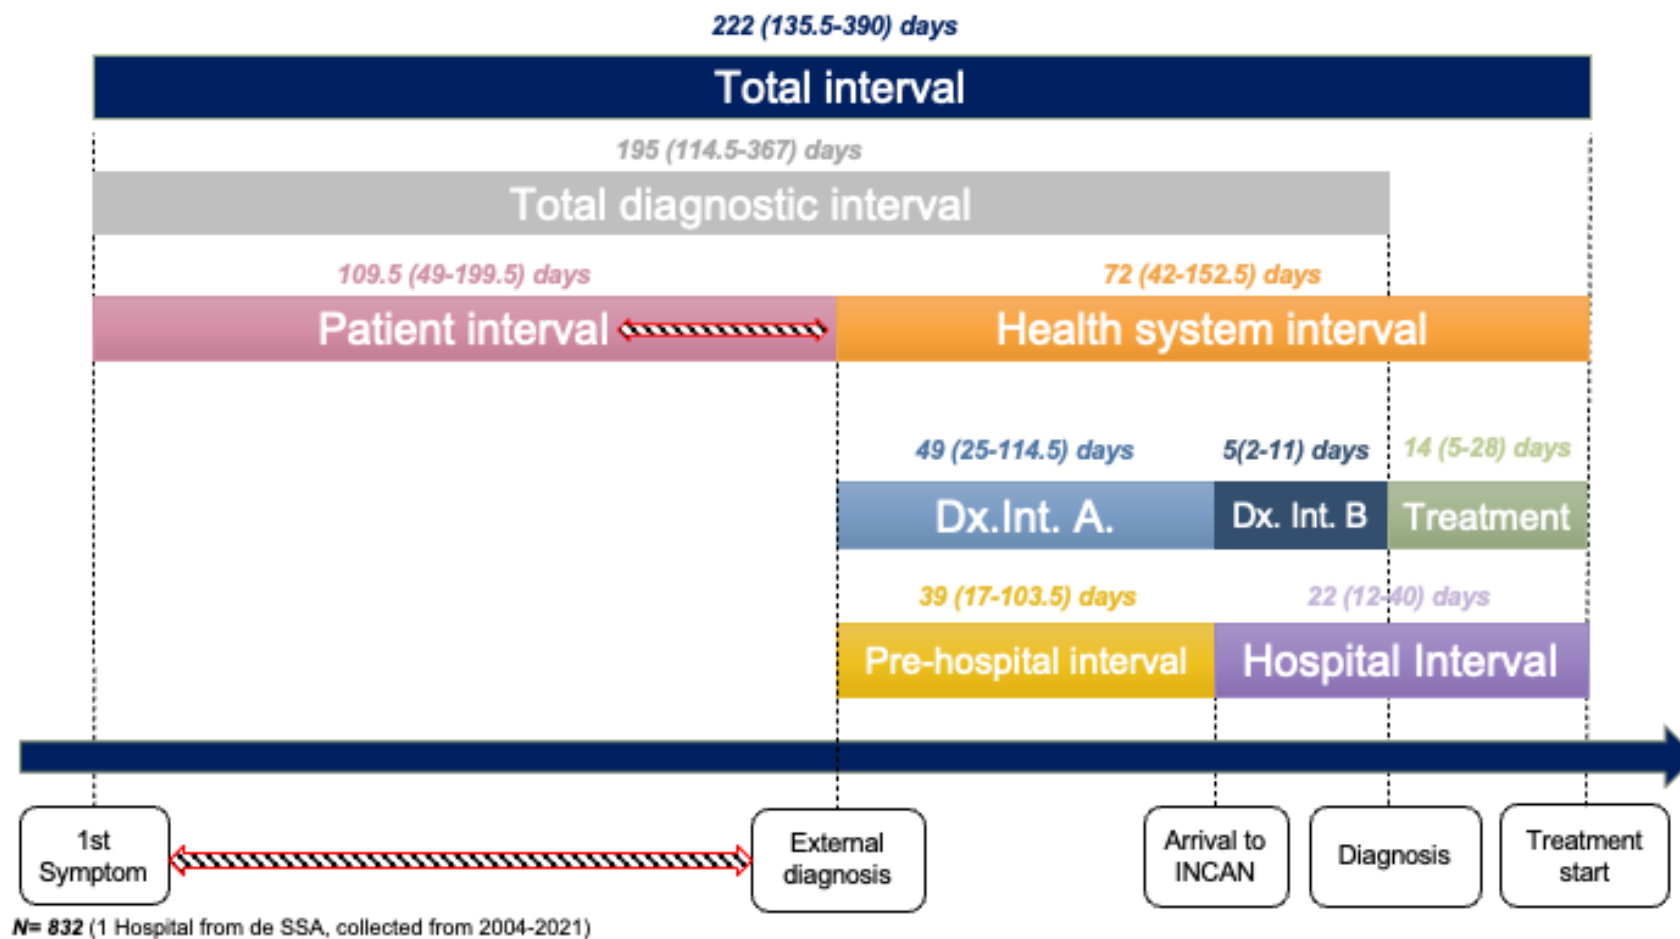 222 (135.5-390) days
Total interval
195 (114.5-367) days
Total diagnostic interval
109.5 (49-199.5) days
72 (42-152.5) days
Patient interval
Health system interval
49 (25-114.5) days
5(2-11) days
14 (5-28) days
Dx.Int. A.
Dx. Int. B
Treatment
39 (17-103.5) days
22 (12-40) days
Pre-hospital interval
Hospital Interval
1st
Symptom
External
diagnosis
Arrival to
INCAN
Diagnosis
Treatment
start
N= 832 (1 Hospital from de SSA, collected from 2004-2021)